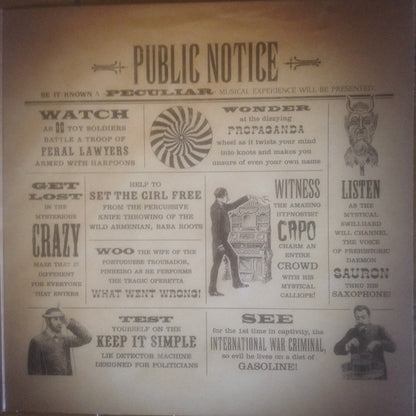 PUBLIC NOTICE
BE IT KNOWN A PECULIAR MUSICAL EXPERIENCE WILL BE PRESENTED
WATCH
AS 80 TOY SOLDIERS
BATTLE A TROOP OF
FERAL LAWYERS
ARMED WITH HARPOONS
WONDER
at the dizzying
PROPAGANDA
wheel as it twists your mind
into knots and makes you
unsure of even your own name
GET
LOST
IN THE
MYSTERIOUS
CRAZY
MAZE THAT IS
DIFFERENT
FOR EVERYONE
THAT ENTERS
HELP TO
SET THE GIRL FREE
FROM THE PERCUSSIVE
KNIFE THROWING OF THE
WILD ARMENIAN, BABA ROOTS
WOO THE WIFE OF THE
PORTUGUESE TROUBADOR,
PINHEIRO AS HE PERFORMS
THE TRAGIC OPERETTA
WHAT WENT WRONG!
WITNESS
THE AMAZING
HYPNOTIST
CAPO
CHARM AN
ENTIRE
CROWD
WITH HIS
MYSTICAL
CALLIOPE!
LISTEN
AS THE
MYSTICAL
SWILLHAILI
WILL CHANNEL
THE VOICE
OF PREHISTORIC
DAEMON
SAURON
THRU HIS
SAXOPHONE!
TEST
YOURSELF ON THE
KEEP IT SIMPLE
LIE DETECTOR MACHINE
DESIGNED FOR POLITICIANS
SEE
for the 1st time in captivity, the
INTERNATIONAL WAR CRIMINAL,
so evil he lives on a diet of
GASOLINE!